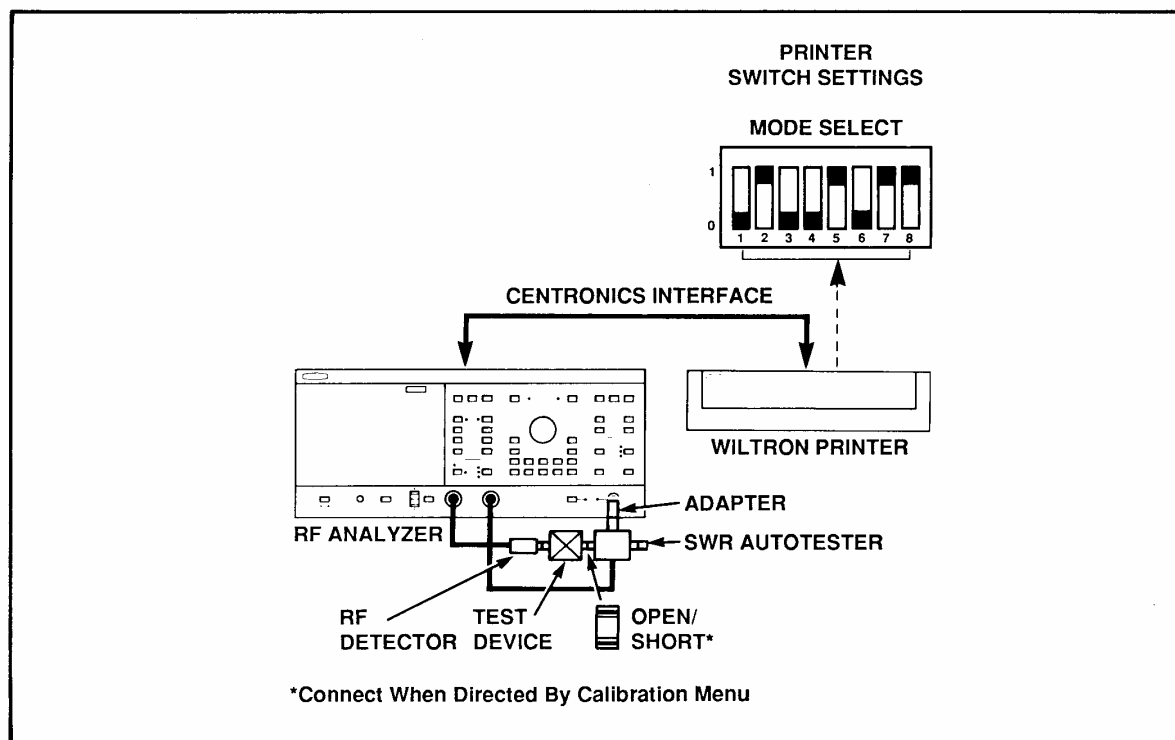 PRINTER
SWITCH SETTINGS
MODE SELECT
1
0
1 2 3 4 5 6 7 8
CENTRONICS INTERFACE
WILTRON PRINTER
ADAPTER
RF ANALYZER
SWR AUTOTESTER
RF
DETECTOR
TEST
DEVICE
OPEN/
SHORT*
*Connect When Directed By Calibration Menu